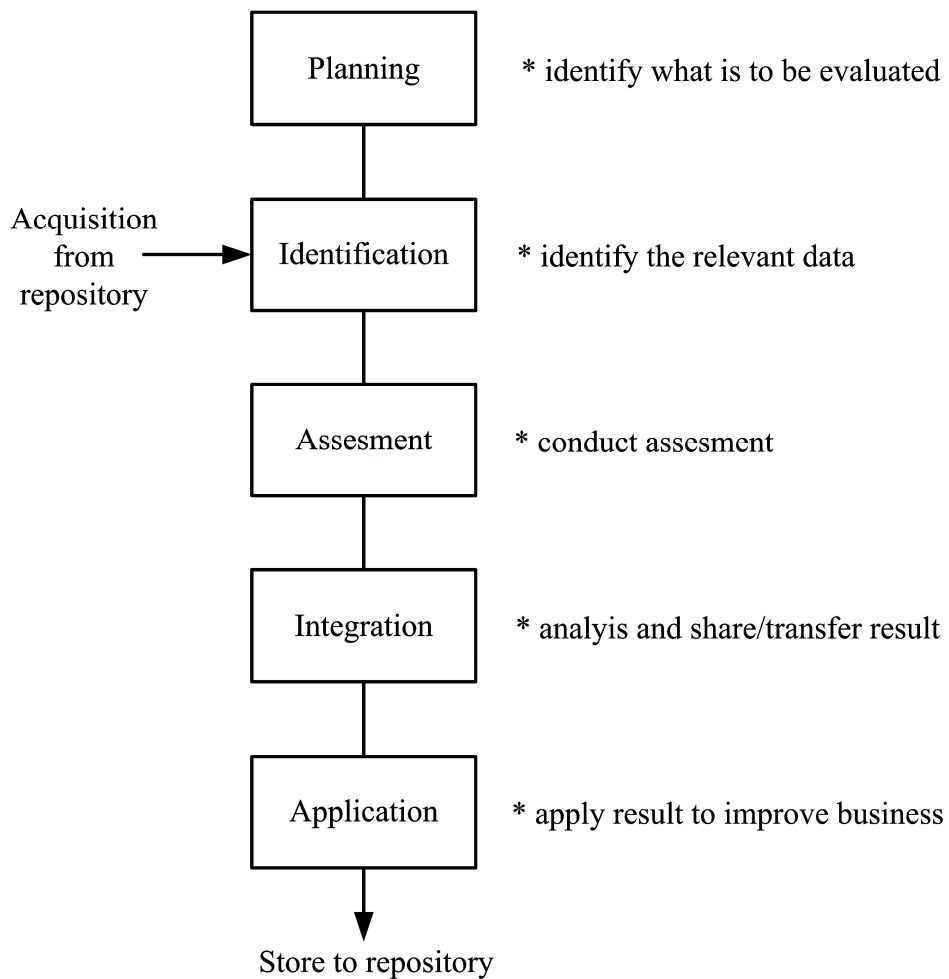 Planning
* identify what is to be evaluated
Acquisition
from
repository
Identification
* identify the relevant data
Assesment
* conduct assesment
Integration
* analyis and share/transfer result
Application
* apply result to improve business
Store to repository